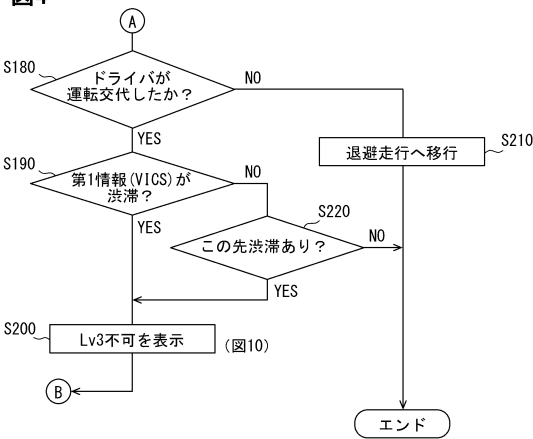 A
S180
ドライバが
運転交代したか？
NO
YES
退避走行へ移行
S210
S190
第1情報(VICS)が
渋滞？
NO
YES
S220
この先渋滞あり？
NO
YES
S200
Lv3不可を表示
(図10)
B
エンド